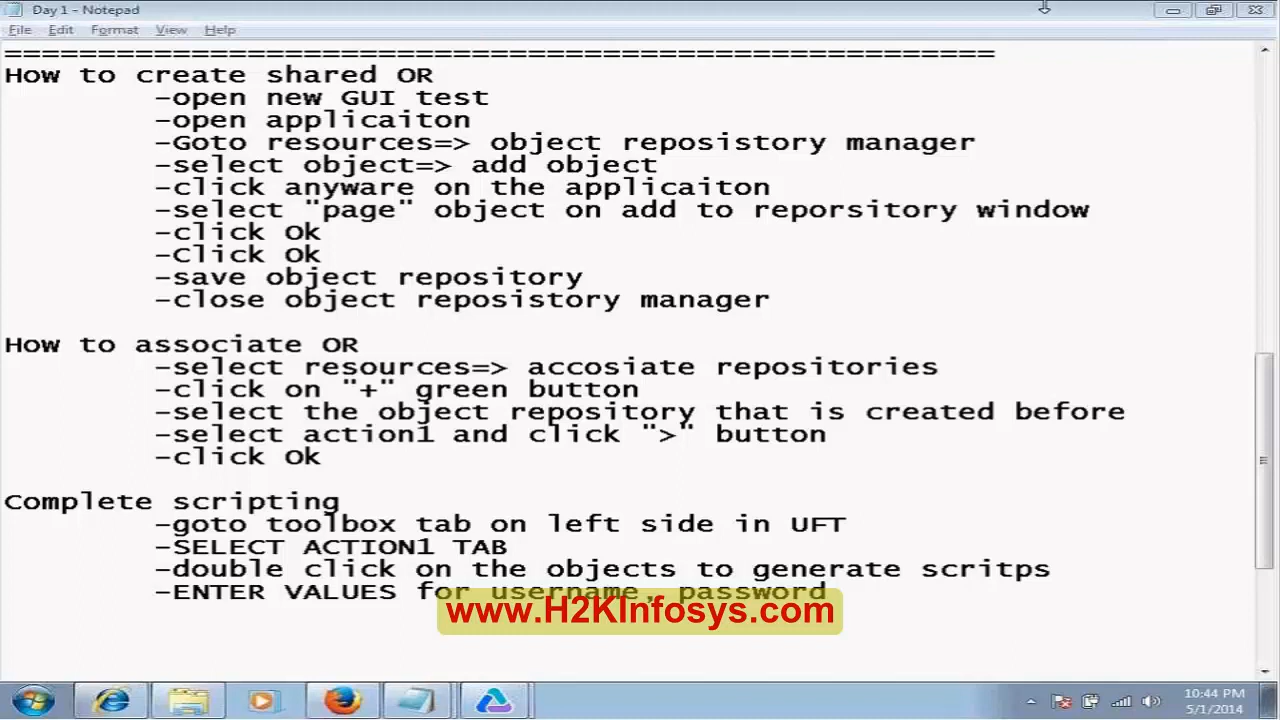 Day 1 - Notepad
File Edit Format View Help
=====================================================
How to create shared OR
-open new GUI test
-open applicaiton
-Goto resources=> object reposistory manager
-select object=> add object
-click anyware on the applicaiton
-select "page" object on add to reporsitory window
-click Ok
-click Ok
-save object repository
-close object reposistory manager
How to associate OR
-select resources=> accosiate repositories
-click on "+" green button
-select the object repository that is created before
-select action1 and click ">" button
-click Ok
Complete scripting
-goto toolbox tab on left side in UFT
-SELECT ACTION1 TAB
-double click on the objects to generate scritps
-ENTER VALUES for username, password
www.H2KInfosys.com
10:44 PM
5/1/2014